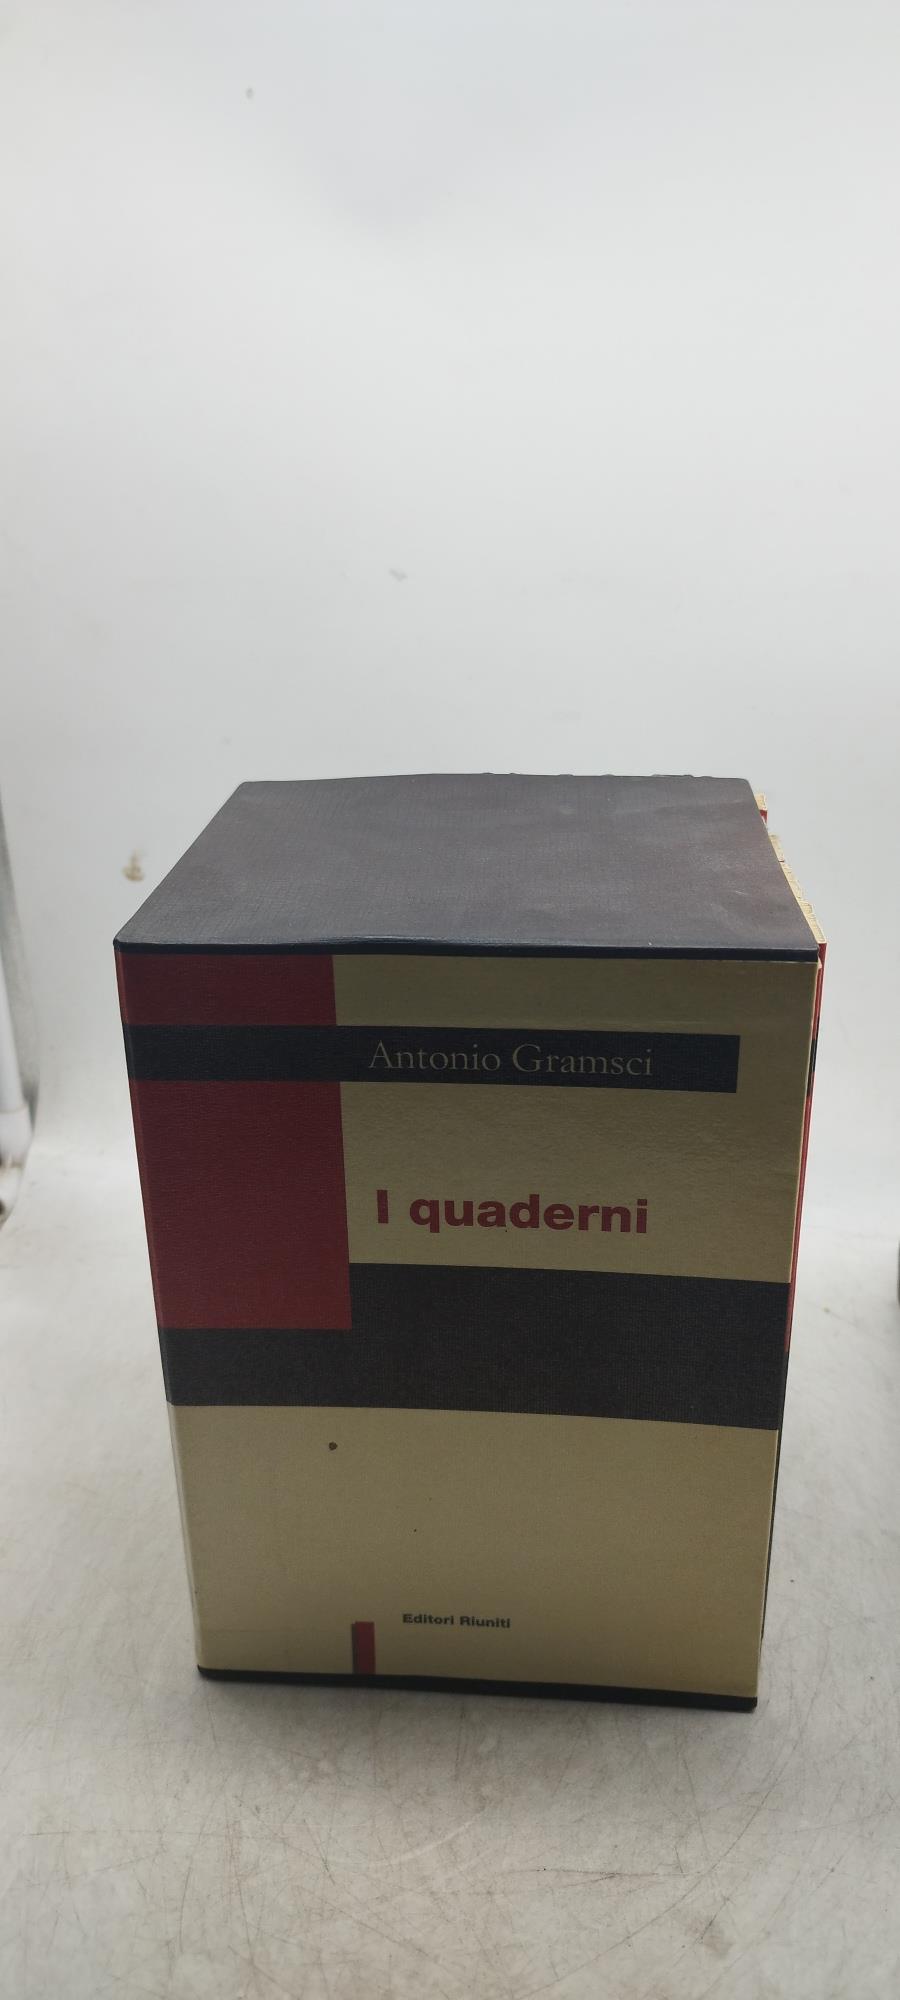 Antonio Gramsci
I quaderni
Editori Riuniti